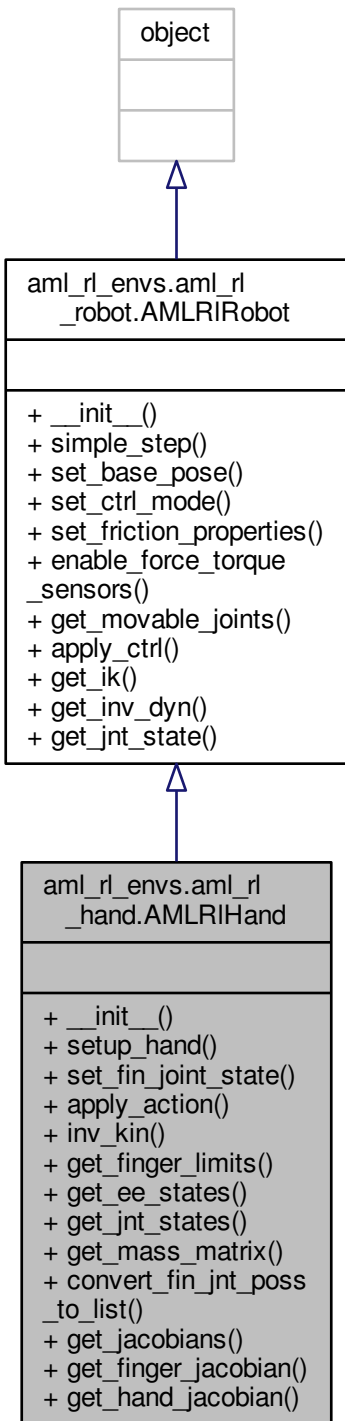 object
aml_rl_envs.aml_rl
_robot.AMLRlRobot
+ __init__()
+ simple_step()
+ set_base_pose()
+ set_ctrl_mode()
+ set_friction_properties()
+ enable_force_torque
_sensors()
+ get_movable_joints()
+ apply_ctrl()
+ get_ik()
+ get_inv_dyn()
+ get_jnt_state()
aml_rl_envs.aml_rl
_hand.AMLRlHand
+ __init__()
+ setup_hand()
+ set_fin_joint_state()
+ apply_action()
+ inv_kin()
+ get_finger_limits()
+ get_ee_states()
+ get_jnt_states()
+ get_mass_matrix()
+ convert_fin_jnt_poss
_to_list()
+ get_jacobians()
+ get_finger_jacobian()
+ get_hand_jacobian()